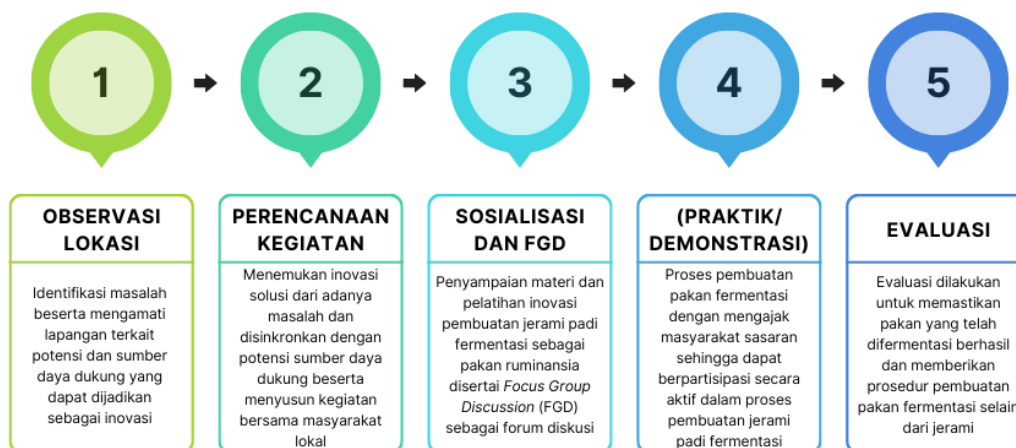 1
2
3
4
5
OBSERVASI
LOKASI
Identifikasi masalah
beserta mengamati
lapangan terkait
potensi dan sumber
daya dukung yang
dapat dijadikan
sebagai inovasi
PERENCANAAN
KEGIATAN
Menemukan inovasi
solusi dari adanya
masalah dan
disinkronkan dengan
potensi sumber daya
dukung beserta
menyusun kegiatan
bersama masyarakat
lokal
SOSIALISASI
DAN FGD
Penyampaian materi dan
pelatihan inovasi
pembuatan jerami padi
fermentasi sebagai
pakan ruminansia
disertai Focus Group
Discussion (FGD)
sebagai forum diskusi
(PRAKTIK/
DEMONSTRASI)
Proses pembuatan
pakan fermentasi
dengan mengajak
masyarakat sasaran
sehingga dapat
berpartisipasi secara
aktif dalam proses
pembuatan jerami
padi fermentasi
EVALUASI
Evaluasi dilakukan
untuk memastikan
pakan yang telah
difermentasi berhasil
dan memberikan
prosedur pembuatan
pakan fermentasi selain
dari jerami